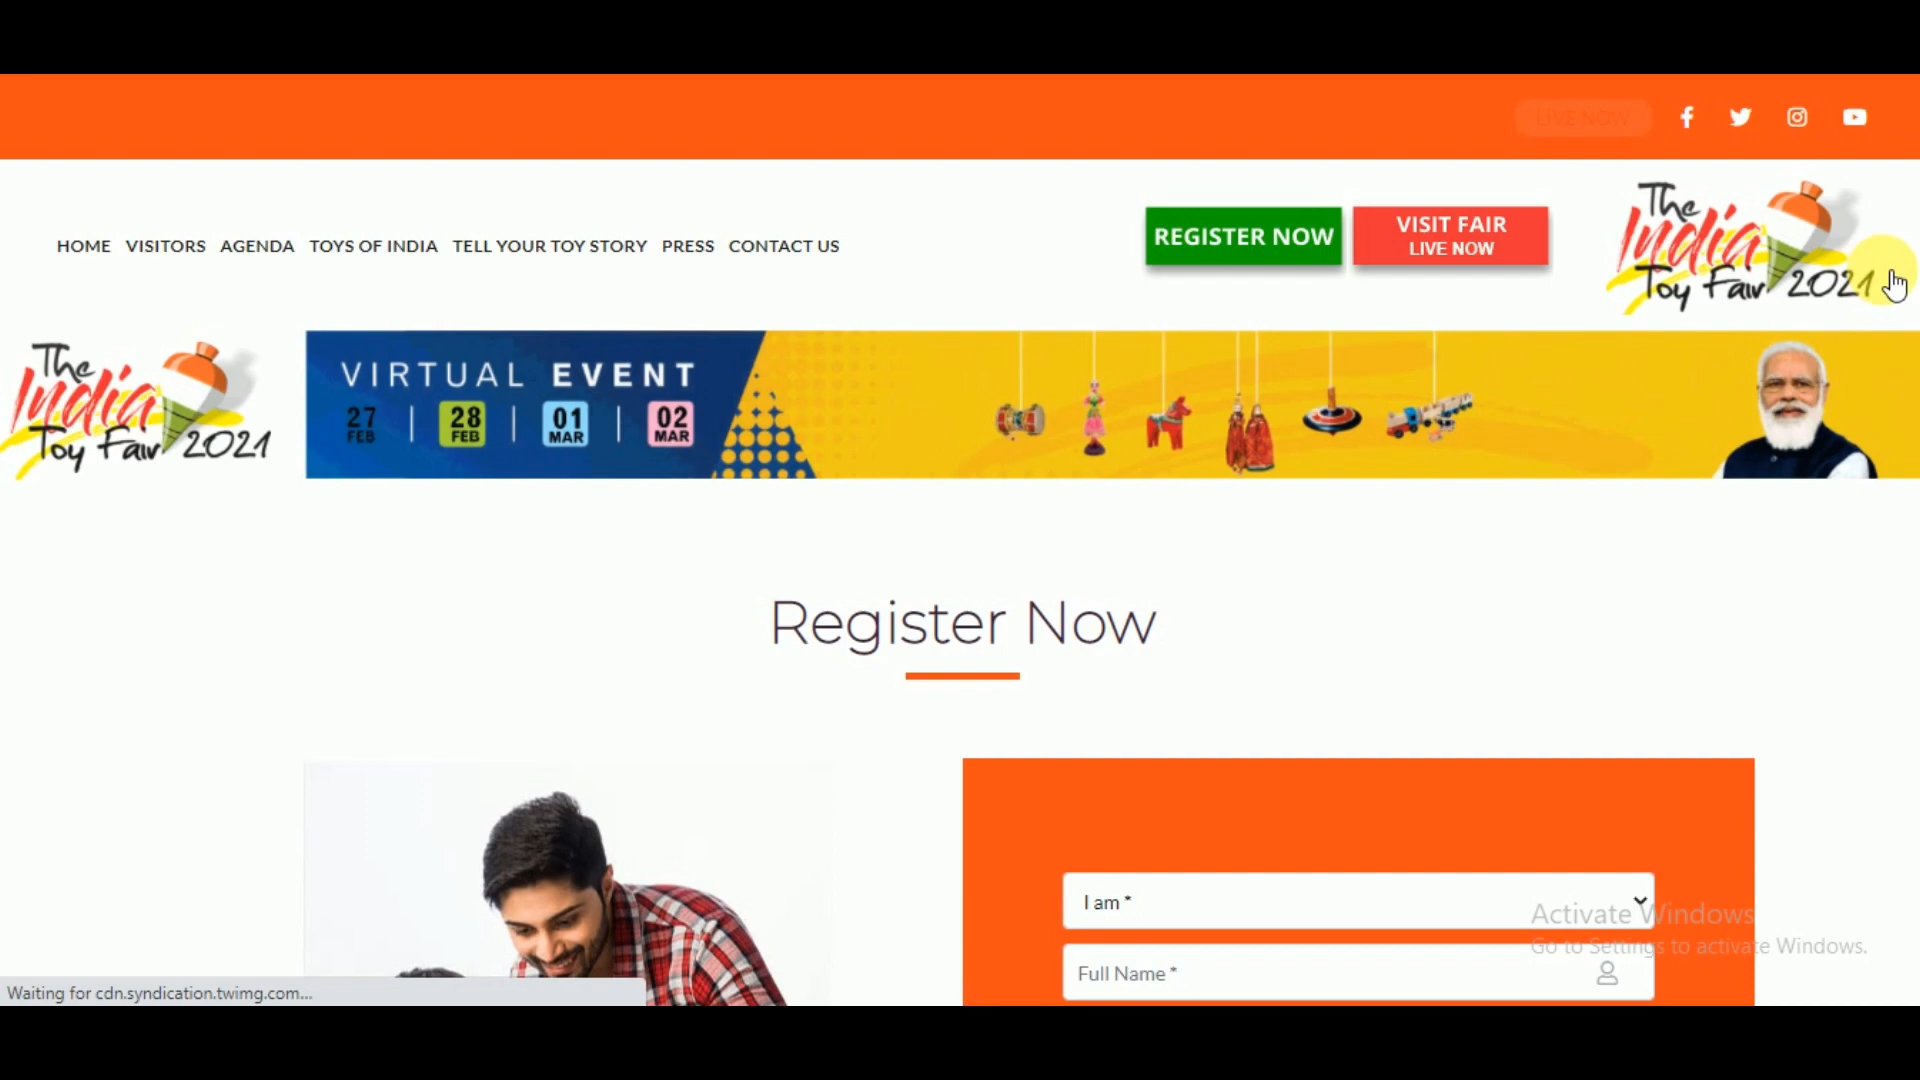 LIVE NOW
HOME VISITORS AGENDA TOYS OF INDIA TELL YOUR TOY STORY PRESS CONTACT US
REGISTER NOW
VISIT FAIR
LIVE NOW
The
India
Toy Fair 2021
The
India
Toy Fair 2021
VIRTUAL EVENT
27 FEB | 28 FEB | 01 MAR | 02 MAR
Register Now
I am *
Full Name *
Activate Windows
Go to Settings to activate Windows.
Waiting for cdn.syndication.twimg.com...